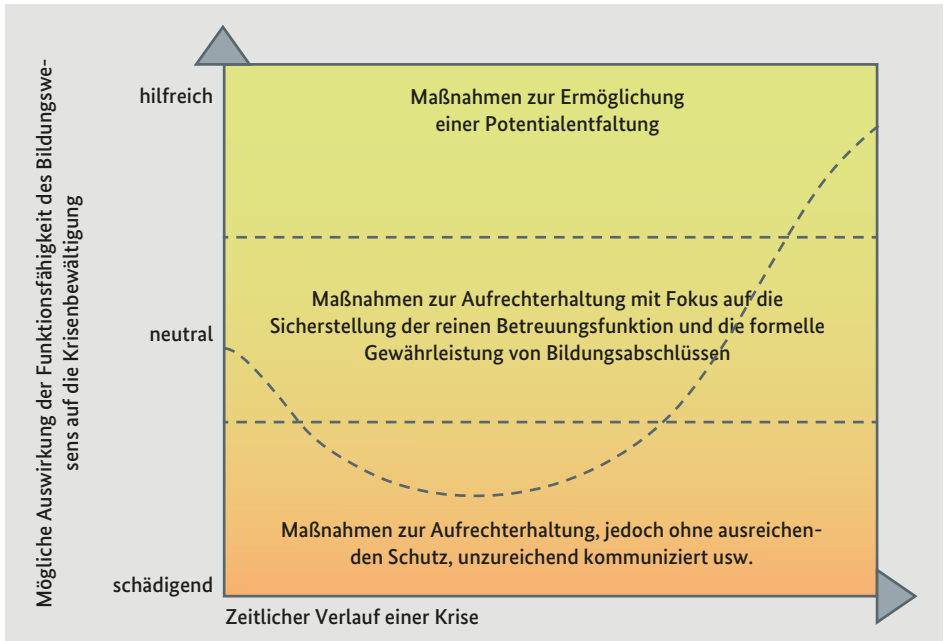 Mögliche Auswirkung der Funktionsfähigkeit des Bildungswe-
sens auf die Krisenbewältigung
hilfreich
Maßnahmen zur Ermöglichung
einer Potentialentfaltung
neutral
Maßnahmen zur Aufrechterhaltung mit Fokus auf die
Sicherstellung der reinen Betreuungsfunktion und die formelle
Gewährleistung von Bildungsabschlüssen
Maßnahmen zur Aufrechterhaltung, jedoch ohne ausreichen-
den Schutz, unzureichend kommuniziert usw.
schädigend
Zeitlicher Verlauf einer Krise